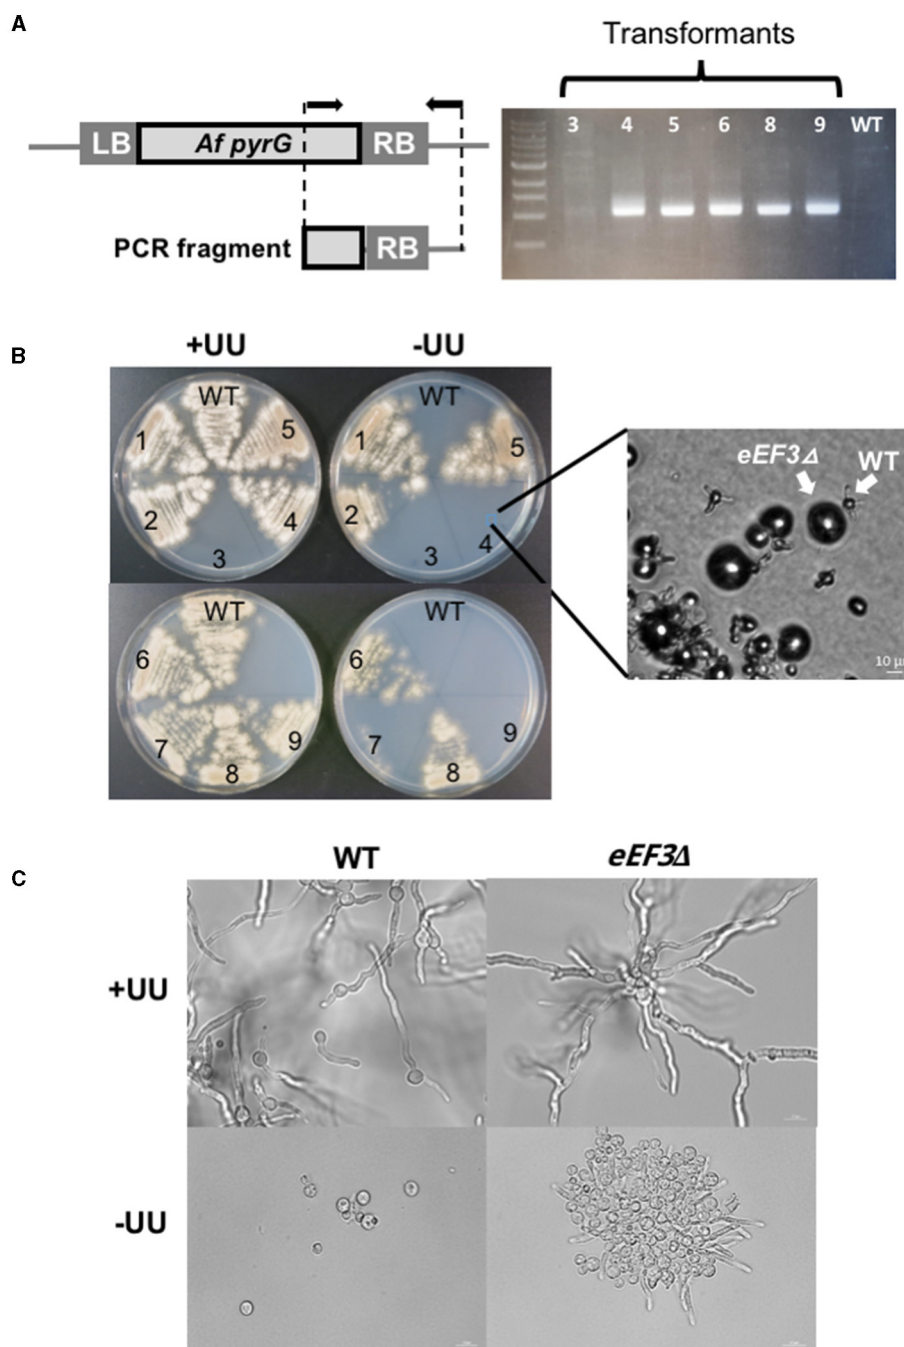 A
Transformants
LB Af pyrG RB
3 4 5 6 8 9 WT
PCR fragment RB
B
+UU -UU
WT WT
1 5 1 5
2 4 2 4
3 3
eEF3Δ WT
10 µ
WT WT
6 6
7 8 9 7 8 9
C
WT eEF3Δ
+UU
-UU